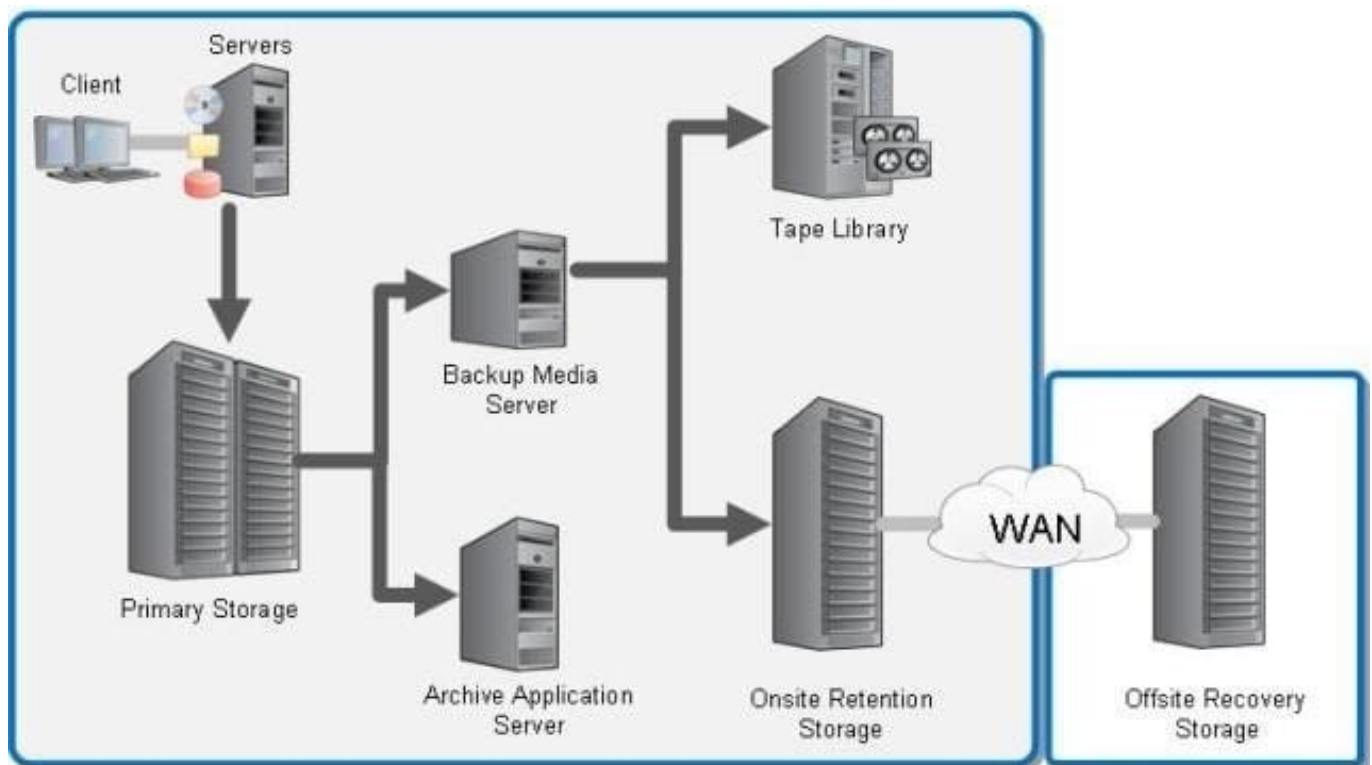 Servers
Client
Tape Library
Backup Media
Server
Primary Storage
WAN
Archive Application
Server
Onsite Retention
Storage
Offsite Recovery
Storage